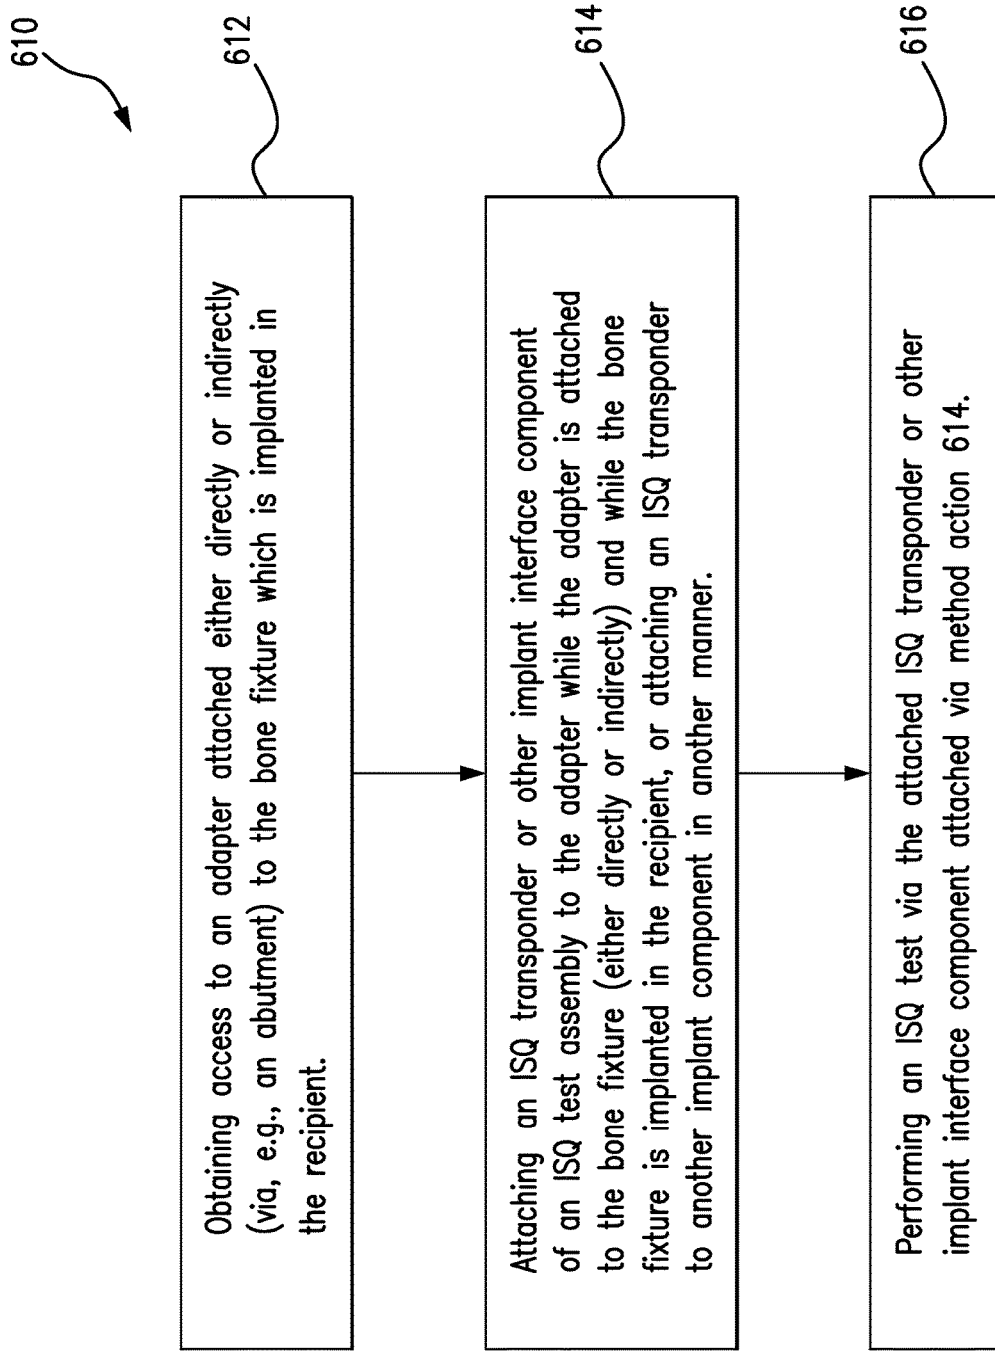 610
612
Obtaining access to an adapter attached either directly or indirectly
(via, e.g., an abutment) to the bone fixture which is implanted in
the recipient.
614
Attaching an ISQ transponder or other implant interface component
of an ISQ test assembly to the adapter while the adapter is attached
to the bone fixture (either directly or indirectly) and while the bone
fixture is implanted in the recipient, or attaching an ISQ transponder
to another implant component in another manner.
616
Performing an ISQ test via the attached ISQ transponder or other
implant interface component attached via method action 614.